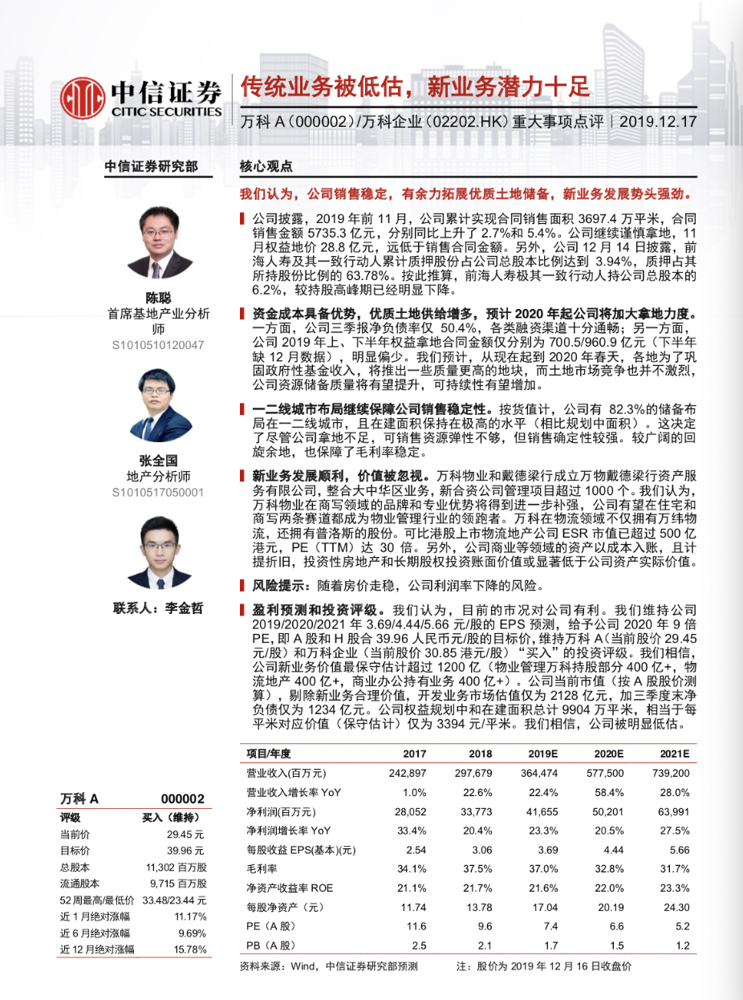 中信证券
CITIC SECURITIES
传统业务被低估，新业务潜力十足
万科 A（000002）/万科企业（02202.HK）重大事项点评｜2019.12.17
中信证券研究部
陈聪
首席基地产业分析
师
S1010510120047
张全国
地产分析师
S1010517050001
联系人：李金哲
核心观点
我们认为，公司销售稳定，有余力拓展优质土地储备，新业务发展势头强劲。
公司披露，2019 年前 11 月，公司累计实现合同销售面积 3697.4 万平米，合同
销售金额 5735.3 亿元，分别同比上升了 2.7%和 5.4%。公司继续谨慎拿地，11
月权益地价 28.8 亿元，远低于销售合同金额。另外，公司 12 月 14 日披露，前
海人寿及其一致行动人累计质押股份占公司总股本比例达到 3.94%，质押占其
所持股份比例的 63.78%。按此推算，前海人寿极其一致行动人持公司总股本的
6.2%，较持股高峰期已经明显下降。
资金成本具备优势，优质土地供给增多，预计 2020 年起公司将加大拿地力度。
一方面，公司三季报净负债率仅 50.4%，各类融资渠道十分通畅；另一方面，
公司 2019 年上、下半年权益拿地合同金额仅分别为 700.5/960.9 亿元（下半年
缺 12 月数据），明显偏少。我们预计，从现在起到 2020 年春天，各地为了巩
固政府性基金收入，将推出一些质量更高的地块，而土地市场竞争也并不激烈，
公司资源储备质量将有望提升，可持续性有望增加。
一二线城市布局继续保障公司销售稳定性。按货值计，公司有 82.3%的储备布
局在一二线城市，且在建面积保持在极高的水平（相比规划中面积）。这决定
了尽管公司拿地不足，可销售资源弹性不够，但销售确定性较强。较广阔的回
旋余地，也保障了毛利率稳定。
新业务发展顺利，价值被忽视。万科物业和戴德梁行成立万物戴德梁行资产服
务有限公司，整合大中华区业务，新合资公司管理项目超过 1000 个。我们认为，
万科物业在商写领域的品牌和专业优势将得到进一步补强，公司有望在住宅和
商写两条赛道都成为物业管理行业的领跑者。万科在物流领域不仅拥有万纬物
流，还拥有普洛斯的股份。可比港股上市物流地产公司 ESR 市值已超过 500 亿
港元，PE（TTM）达 30 倍。另外，公司商业等领域的资产以成本入账，且计
提折旧，投资性房地产和长期股权投资账面价值或显著低于公司资产实际价值。
风险提示：随着房价走稳，公司利润率下降的风险。
盈利预测和投资评级。我们认为，目前的市况对公司有利。我们维持公司
2019/2020/2021 年 3.69/4.44/5.66 元/股的 EPS 预测，给予公司 2020 年 9 倍
PE，即 A 股和 H 股合 39.96 人民币元/股的目标价，维持万科 A（当前股价 29.45
元/股）和万科企业（当前股价 30.85 港元/股）“买入”的投资评级。我们相信，
公司新业务价值最保守估计超过 1200 亿（物业管理万科持股部分 400 亿+，物
流地产 400 亿+，商业办公持有业务 400 亿+）。公司当前市值（按 A 股股价测
算），剔除新业务合理价值，开发业务市场估值仅为 2128 亿元，加三季度末净
负债仅为 1234 亿元。公司权益规划中和在建面积总计 9904 万平米，相当于每
平米对应价值（保守估计）仅为 3394 元/平米。我们相信，公司被明显低估。
项目/年度 2017 2018 2019E 2020E 2021E
营业收入(百万元) 242,897 297,679 364,474 577,500 739,200
营业收入增长率 YoY 1.0% 22.6% 22.4% 58.4% 28.0%
净利润(百万元) 28,052 33,773 41,655 50,201 63,991
净利润增长率 YoY 33.4% 20.4% 23.3% 20.5% 27.5%
每股收益 EPS(基本)(元) 2.54 3.06 3.69 4.44 5.66
毛利率 34.1% 37.5% 37.0% 32.8% 31.7%
净资产收益率 ROE 21.1% 21.7% 21.6% 22.0% 23.3%
每股净资产（元） 11.74 13.78 17.04 20.19 24.30
PE（A 股） 11.6 9.6 7.4 6.6 5.2
PB（A 股） 2.5 2.1 1.7 1.5 1.2
资料来源：Wind，中信证券研究部预测 注：股价为 2019 年 12 月 16 日收盘价
万科 A 000002
评级 买入（维持）
当前价 29.45 元
目标价 39.96 元
总股本 11,302 百万股
流通股本 9,715 百万股
52 周最高/最低价 33.48/23.44 元
近 1 月绝对涨幅 11.17%
近 6 月绝对涨幅 9.69%
近 12 月绝对涨幅 15.78%